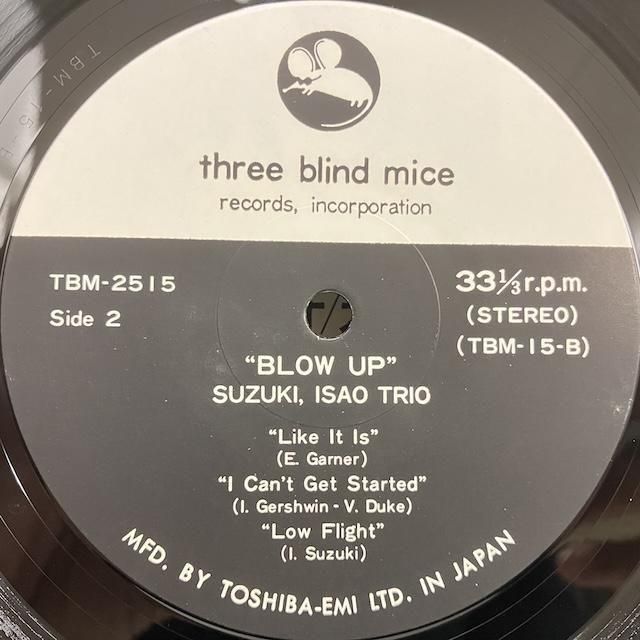 three blind mice
records, incorporation
TBM-2515
33⅓ r.p.m.
Side 2
(STEREO)
(TBM-15-B)
"BLOW UP"
SUZUKI, ISAO TRIO
"Like It Is"
(E. Garner)
"I Can't Get Started"
(I. Gershwin - V. Duke)
"Low Flight"
(I. Suzuki)
MFD. BY TOSHIBA-EMI LTD. IN JAPAN